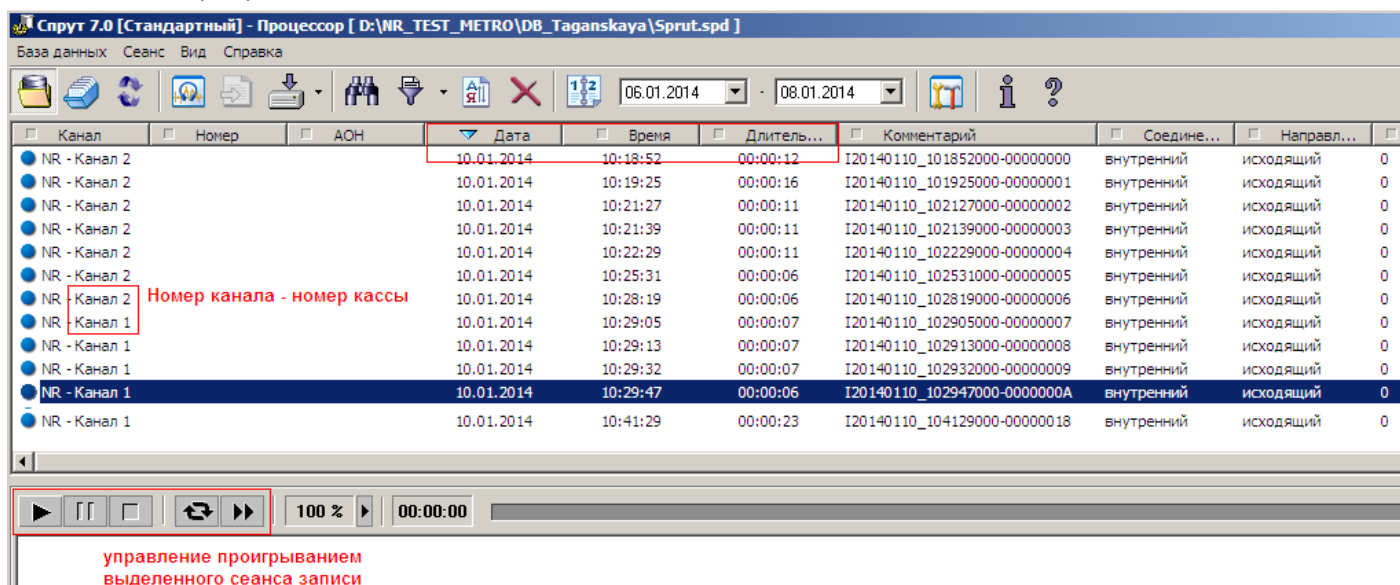 Спрут 7.0 [Стандартный] - Процессор [ D:\NR_TEST_METRO\DB_Taganskaya\Sprut.spd ]
База данных Сеанс Вид Справка
06.01.2014 - 08.01.2014
Канал Номер АОН Дата Время Длитель... Комментарий Соедине... Направл...
NR - Канал 2 10.01.2014 10:18:52 00:00:12 I20140110_101852000-00000000 внутренний исходящий 0
NR - Канал 2 10.01.2014 10:19:25 00:00:16 I20140110_101925000-00000001 внутренний исходящий 0
NR - Канал 2 10.01.2014 10:21:27 00:00:11 I20140110_102127000-00000002 внутренний исходящий 0
NR - Канал 2 10.01.2014 10:21:39 00:00:11 I20140110_102139000-00000003 внутренний исходящий 0
NR - Канал 2 10.01.2014 10:22:29 00:00:11 I20140110_102229000-00000004 внутренний исходящий 0
NR - Канал 2 10.01.2014 10:25:31 00:00:06 I20140110_102531000-00000005 внутренний исходящий 0
NR - Канал 2 Номер канала - номер кассы 10.01.2014 10:28:19 00:00:06 I20140110_102819000-00000006 внутренний исходящий 0
NR - Канал 1 10.01.2014 10:29:05 00:00:07 I20140110_102905000-00000007 внутренний исходящий 0
NR - Канал 1 10.01.2014 10:29:13 00:00:07 I20140110_102913000-00000008 внутренний исходящий 0
NR - Канал 1 10.01.2014 10:29:32 00:00:07 I20140110_102932000-00000009 внутренний исходящий 0
NR - Канал 1 10.01.2014 10:29:47 00:00:06 I20140110_102947000-0000000A внутренний исходящий 0
NR - Канал 1 10.01.2014 10:41:29 00:00:23 I20140110_104129000-00000018 внутренний исходящий 0
100 % 00:00:00
управление проигрыванием
выделенного сеанса записи